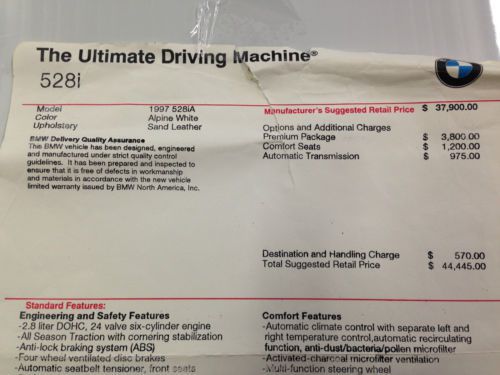 The Ultimate Driving Machine®
528i
Model 1997 528iA
Color Alpine White
Upholstery Sand Leather
BMW Delivery Quality Assurance
The BMW vehicle has been designed, engineered
and manufactured under strict quality control
guidelines. It has been prepared and inspected to
ensure that it is free of defects in workmanship
and materials in accordance with the new vehicle
limited warranty issued by BMW North America, Inc.
Manufacturer's Suggested Retail Price $ 37,900.00
Options and Additional Charges
Premium Package $ 3,800.00
Comfort Seats $ 1,200.00
Automatic Transmission $ 975.00
Destination and Handling Charge $ 570.00
Total Suggested Retail Price $ 44,445.00
Standard Features:
Engineering and Safety Features
-2.8 liter DOHC, 24 valve six-cylinder engine
-All Season Traction with cornering stabilization
-Anti-lock braking system (ABS)
-Four wheel ventilated disc brakes
-Automatic seatbelt tensioner, front seats
Comfort Features
-Automatic climate control with separate left and
right temperature control,automatic recirculating
function, anti-dust/bacteria/pollen microfilter
-Activated-charcoal microfilter ventilation
-Multi-function steering wheel